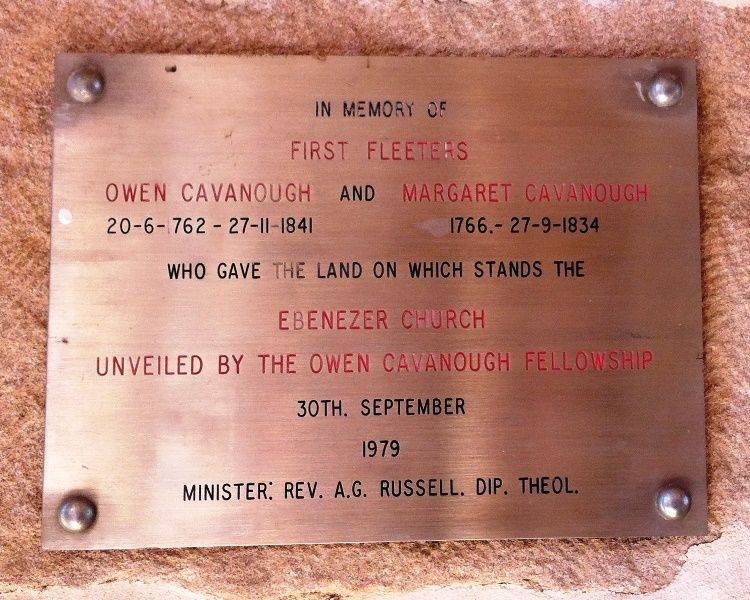 IN MEMORY OF
FIRST FLEETERS
OWEN CAVANOUGH AND MARGARET CAVANOUGH
20-6-1762 - 27-11-1841 1766.- 27-9-1834
WHO GAVE THE LAND ON WHICH STANDS THE
EBENEZER CHURCH
UNVEILED BY THE OWEN CAVANOUGH FELLOWSHIP
30TH. SEPTEMBER
1979
MINISTER: REV. A.G. RUSSELL. DIP. THEOL.